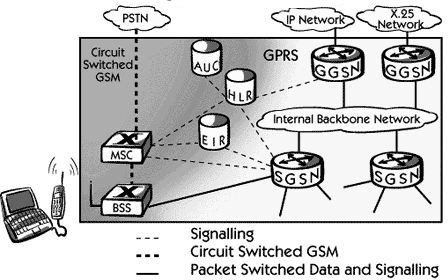 PSTN
IP Network
X.25
Network
Circuit
Switched
GSM
AUC
GPRS
GGSN
GGSN
HLR
EIR
Internal Backbone Network
MSC
SGSN
SGSN
BSS
Signalling
Circuit Switched GSM
Packet Switched Data and Signalling